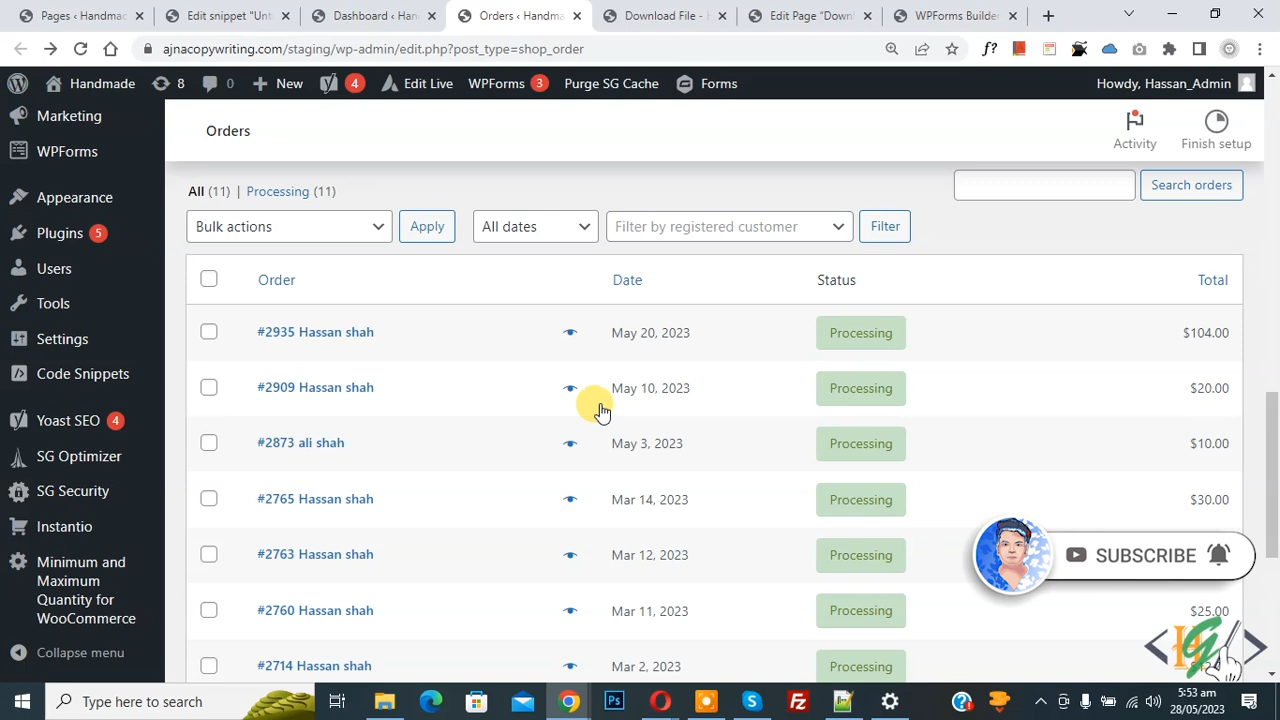 Pages ‹ Handmac
Edit snippet "Unti
Dashboard ‹ Han
Orders ‹ Handma
Download File - H
Edit Page "Downl
WPForms Builder
ajnacopywriting.com/staging/wp-admin/edit.php?post_type=shop_order
f?
Handmade
8
0
New
4
Edit Live
WPForms 3
Purge SG Cache
Forms
Howdy, Hassan_Admin
Marketing
WPForms
Appearance
Plugins 5
Users
Tools
Settings
Code Snippets
Yoast SEO 4
SG Optimizer
SG Security
Instantio
Minimum and
Maximum
Quantity for
WooCommerce
Collapse menu
Orders
Activity
Finish setup
All (11) | Processing (11)
Search orders
Bulk actions
Apply
All dates
Filter by registered customer
Filter
Order Date Status Total
#2935 Hassan shah May 20, 2023 Processing $104.00
#2909 Hassan shah May 10, 2023 Processing $20.00
#2873 ali shah May 3, 2023 Processing $10.00
#2765 Hassan shah Mar 14, 2023 Processing $30.00
#2763 Hassan shah Mar 12, 2023 Processing
#2760 Hassan shah Mar 11, 2023 Processing $25.00
#2714 Hassan shah Mar 2, 2023 Processing
SUBSCRIBE
Type here to search
Ps
5:53 am
28/05/2023